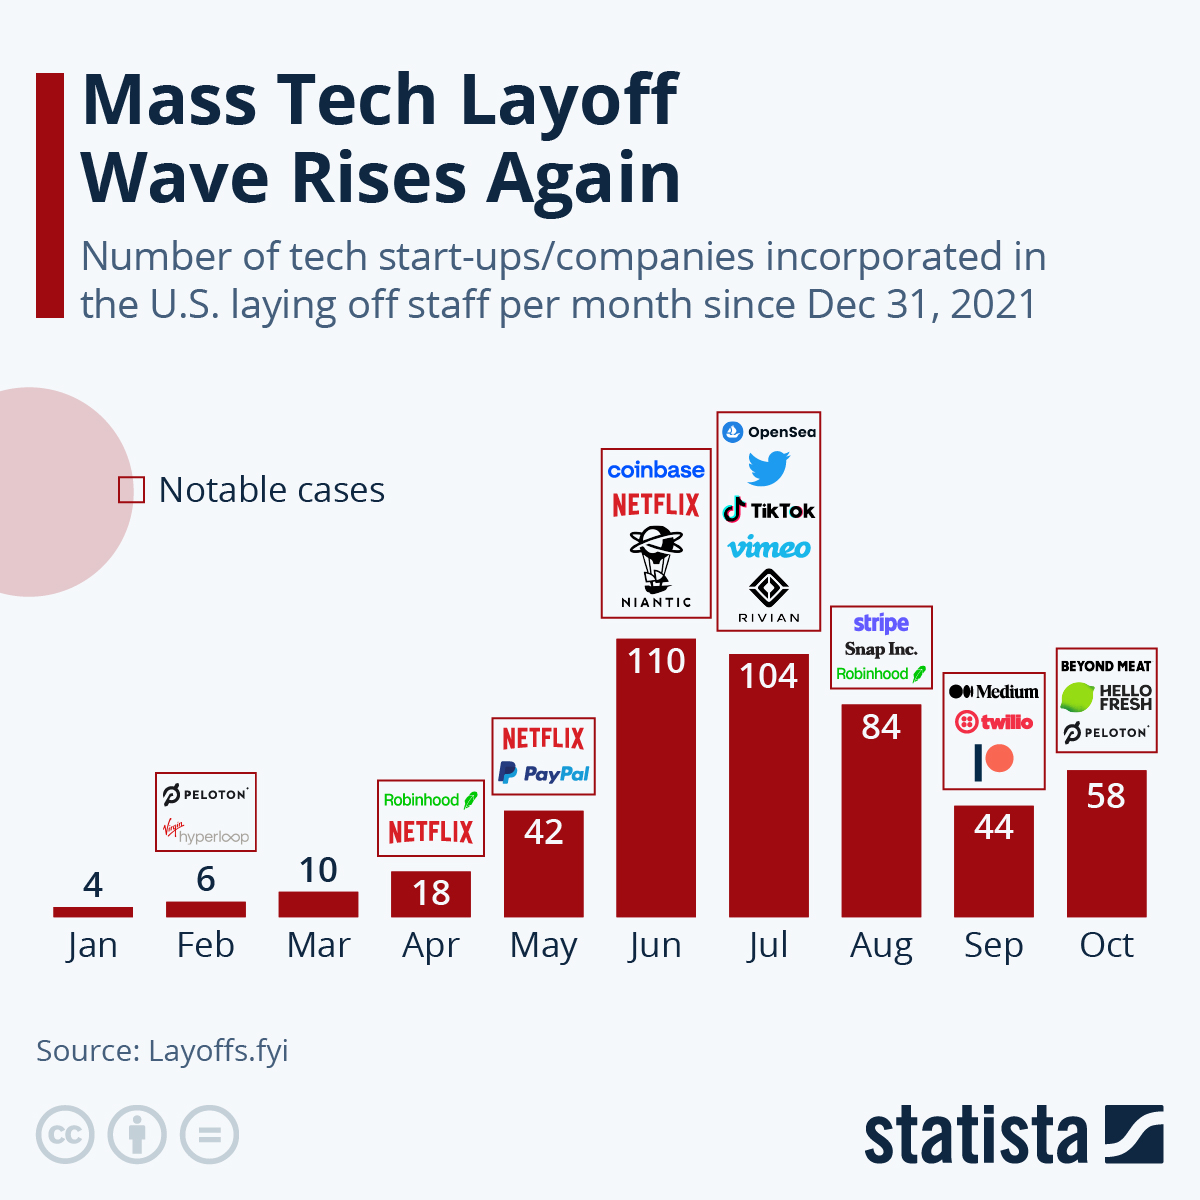 Mass Tech Layoff
Wave Rises Again
Number of tech start-ups/companies incorporated in
the U.S. laying off staff per month since Dec 31, 2021
Notable cases
OpenSea
TikTok
vimeo
RIVIAN
coinbase
NETFLIX
NIANTIC
stripe
Snap Inc.
Robinhood
BEYOND MEAT
HELLO
FRESH
PELOTON
Medium
twilio
NETFLIX
PayPal
PELOTON
Virgin
hyperloop
Robinhood
NETFLIX
4
6
10
18
42
110
104
84
44
58
Jan
Feb
Mar
Apr
May
Jun
Jul
Aug
Sep
Oct
Source: Layoffs.fyi
cc
statista